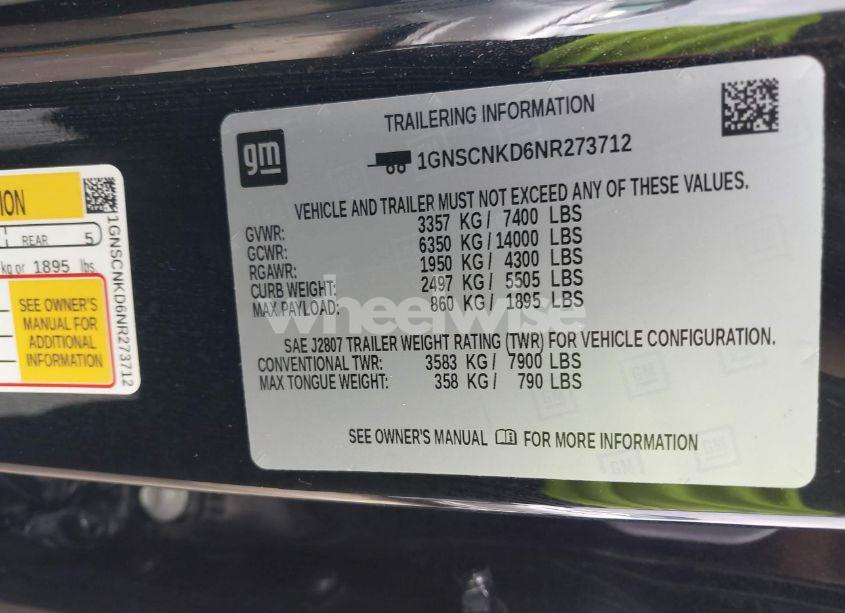 TRAILERING INFORMATION
gm
1GNSCNKD6NR273712
VEHICLE AND TRAILER MUST NOT EXCEED ANY OF THESE VALUES.
GVWR: 3357 KG / 7400 LBS
GCWR: 6350 KG / 14000 LBS
RGAWR: 1950 KG / 4300 LBS
CURB WEIGHT: 2497 KG / 5505 LBS
MAX PAYLOAD: 860 KG / 1895 LBS
SAE J2807 TRAILER WEIGHT RATING (TWR) FOR VEHICLE CONFIGURATION.
CONVENTIONAL TWR: 3583 KG / 7900 LBS
MAX TONGUE WEIGHT: 358 KG / 790 LBS
SEE OWNER'S MANUAL FOR MORE INFORMATION
REAR 5
kg or 1895 lbs.
SEE OWNER'S
MANUAL FOR
ADDITIONAL
INFORMATION
1GNSCNKD6NR273712
wheelwise
GM
GM
GM